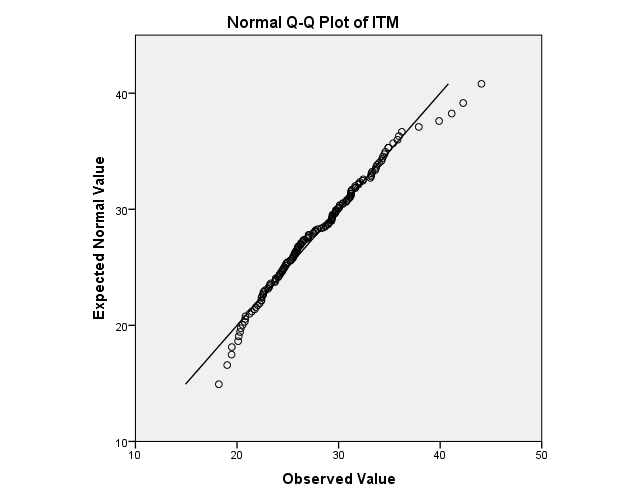 Normal Q-Q Plot of ITM
Expected Normal Value
40
30
20
10
10 20 30 40 50
Observed Value